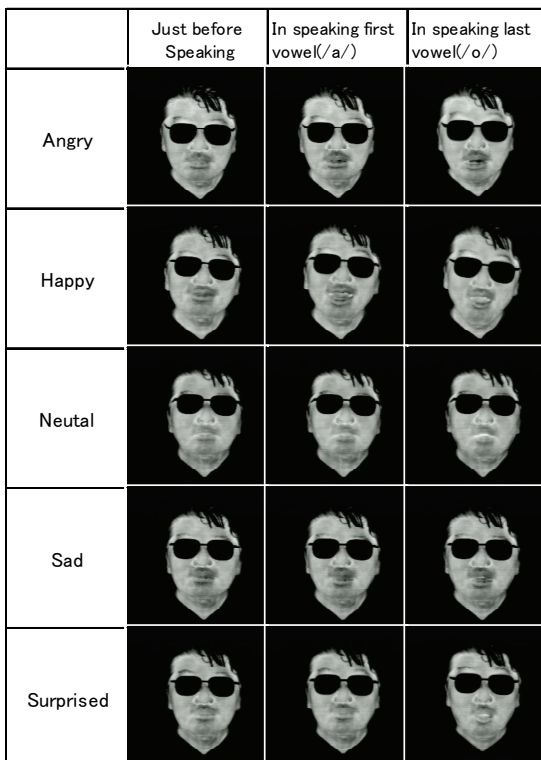 Just before
Speaking
In speaking first
vowel(/a/)
In speaking last
vowel(/o/)
Angry
Happy
Neutal
Sad
Surprised